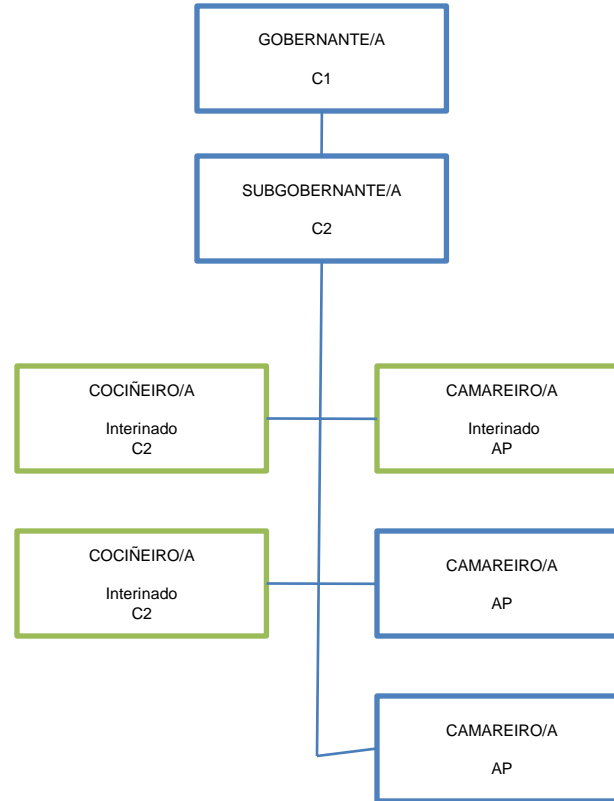 GOBERNANTE/A
C1
SUBGOBERNANTE/A
C2
COCIÑEIRO/A
Interinado
C2
CAMAREIRO/A
Interinado
AP
COCIÑEIRO/A
Interinado
C2
CAMAREIRO/A
AP
CAMAREIRO/A
AP